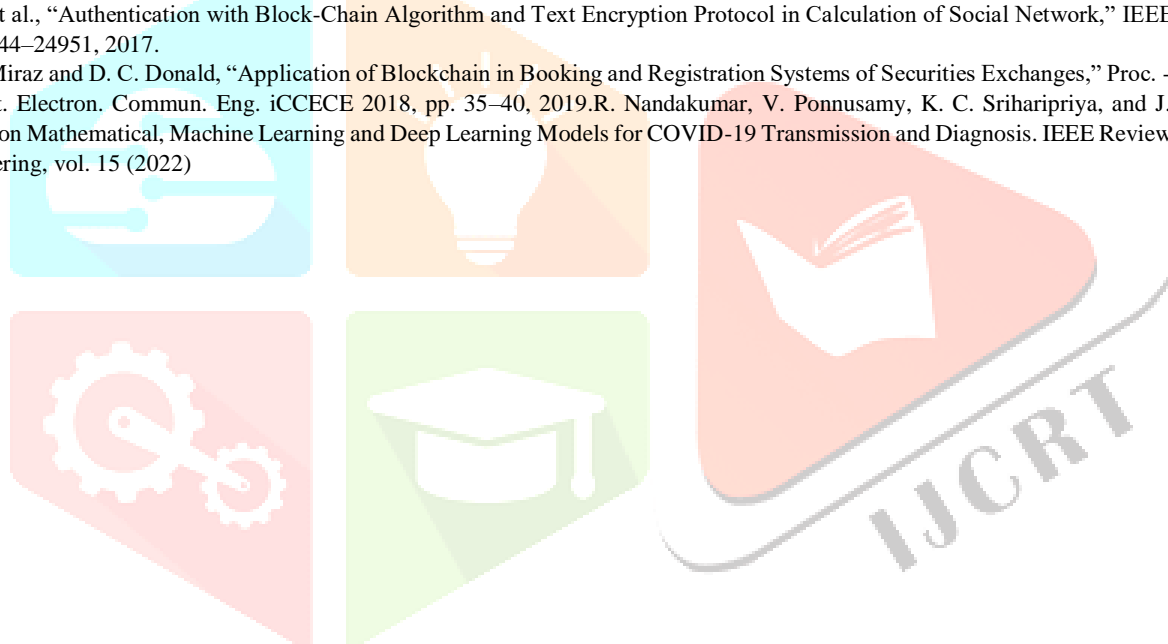 t al., “Authentication with Block-Chain Algorithm and Text Encryption Protocol in Calculation of Social Network,” IEEE
44–24951, 2017.
Miraz and D. C. Donald, “Application of Blockchain in Booking and Registration Systems of Securities Exchanges,” Proc. -
t. Electron. Commun. Eng. iCCECE 2018, pp. 35–40, 2019.R. Nandakumar, V. Ponnusamy, K. C. Sriharipriya, and J.
on Mathematical, Machine Learning and Deep Learning Models for COVID-19 Transmission and Diagnosis. IEEE Review
ering, vol. 15 (2022)
IJCRT